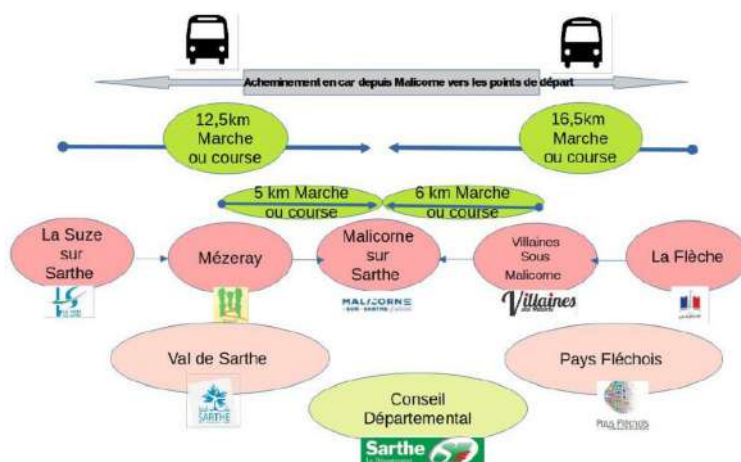 Acheminement en car depuis Malicorne vers les points de départ
12,5km
Marche
ou course
16,5km
Marche
ou course
5 km Marche
ou course
6 km Marche
ou course
La Suze
sur
Sarthe
Mézeray
Malicorne
sur
Sarthe
Villaines
Sous
Malicorne
La Flèche
MALICORNE
SUR-SARTHE
Villaines
Val de Sarthe
Pays Fléchois
SARTHE
Conseil
Départemental
Pays Fléchois
Sarthe